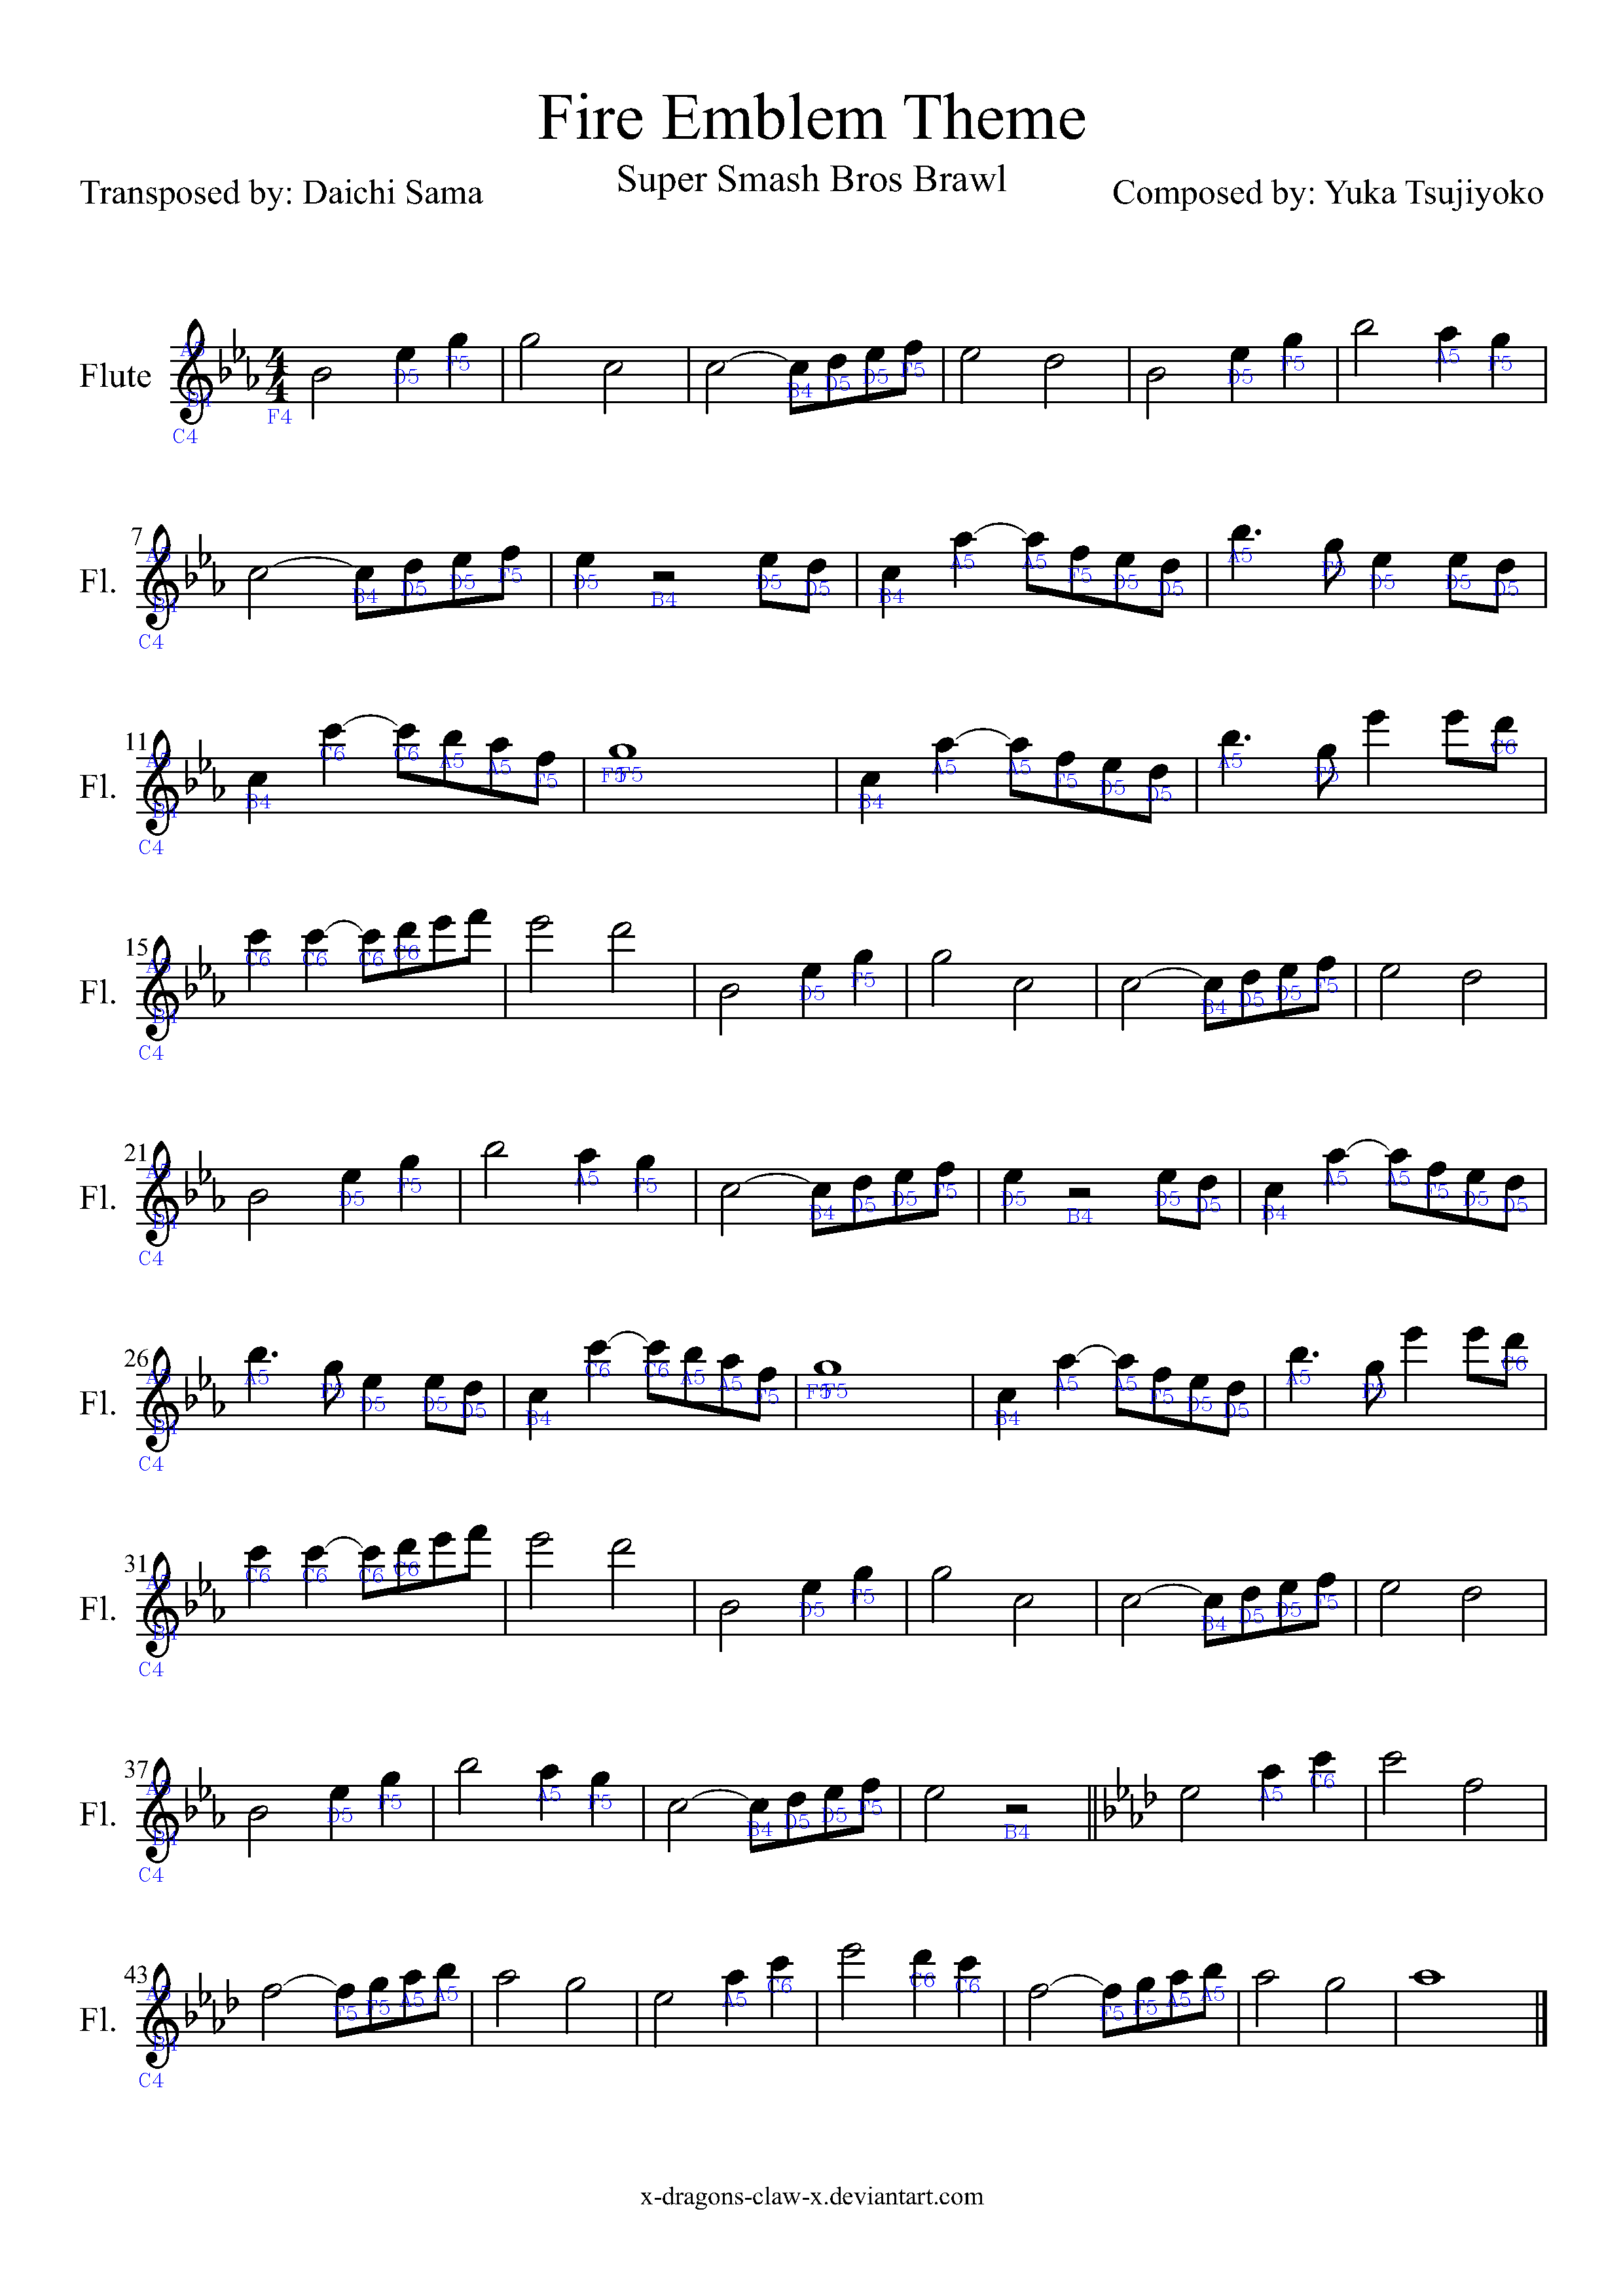 Fire Emblem Theme
Super Smash Bros Brawl
Transposed by: Daichi Sama
Composed by: Yuka Tsujiyoko
Flute
A5 B4 C4 F4 D5 F5 B4 D5 D5 F5 D5 F5 A5 F5
7
Fl.
A5 B4 C4 B4 D5 D5 F5 D5 B4 D5 D5 B4 A5 A5 F5 D5 D5 A5 F5 D5 D5 D5
11
Fl.
A5 B4 C4 B4 C6 C6 A5 A5 F5 F5 F5 B4 A5 A5 F5 D5 D5 A5 F5 C6
15
Fl.
A5 B4 C4 C6 C6 C6 C6 D5 F5 B4 D5 D5 F5
21
Fl.
A5 B4 C4 D5 F5 A5 F5 B4 D5 D5 F5 D5 B4 D5 D5 B4 A5 A5 F5 D5 D5
26
Fl.
A5 B4 C4 A5 F5 D5 D5 D5 B4 C6 C6 A5 A5 F5 F5 F5 B4 A5 A5 F5 D5 D5 A5 F5 C6
31
Fl.
A5 B4 C4 C6 C6 C6 C6 D5 F5 B4 D5 D5 F5
37
Fl.
A5 B4 C4 D5 F5 A5 F5 B4 D5 D5 F5 B4 A5 C6
43
Fl.
A5 B4 C4 F5 F5 A5 A5 A5 C6 C6 C6 F5 F5 A5 A5
x-dragons-claw-x.deviantart.com